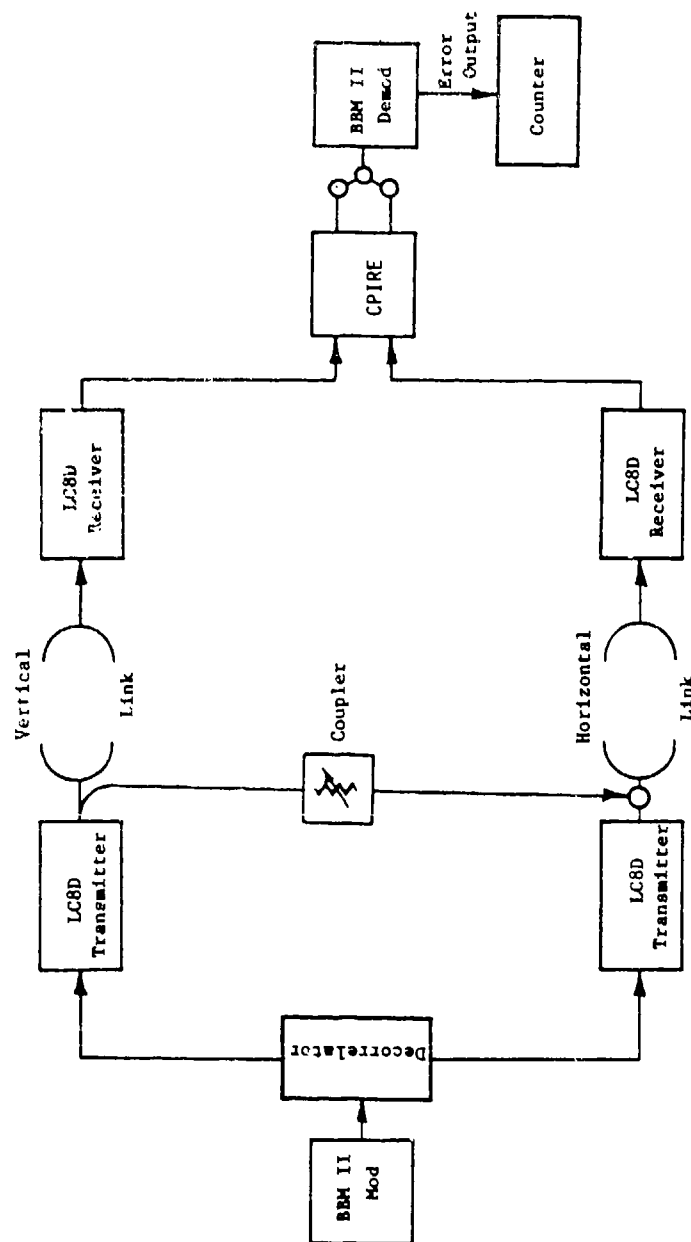 BBM II
Mod
Decorrelator
LC8D
Transmitter
LC8D
Transmitter
Coupler
Vertical
Link
Horizontal
Link
LC8D
Receiver
LC8D
Receiver
CPIRE
BBM II
Demod
Error
Output
Counter